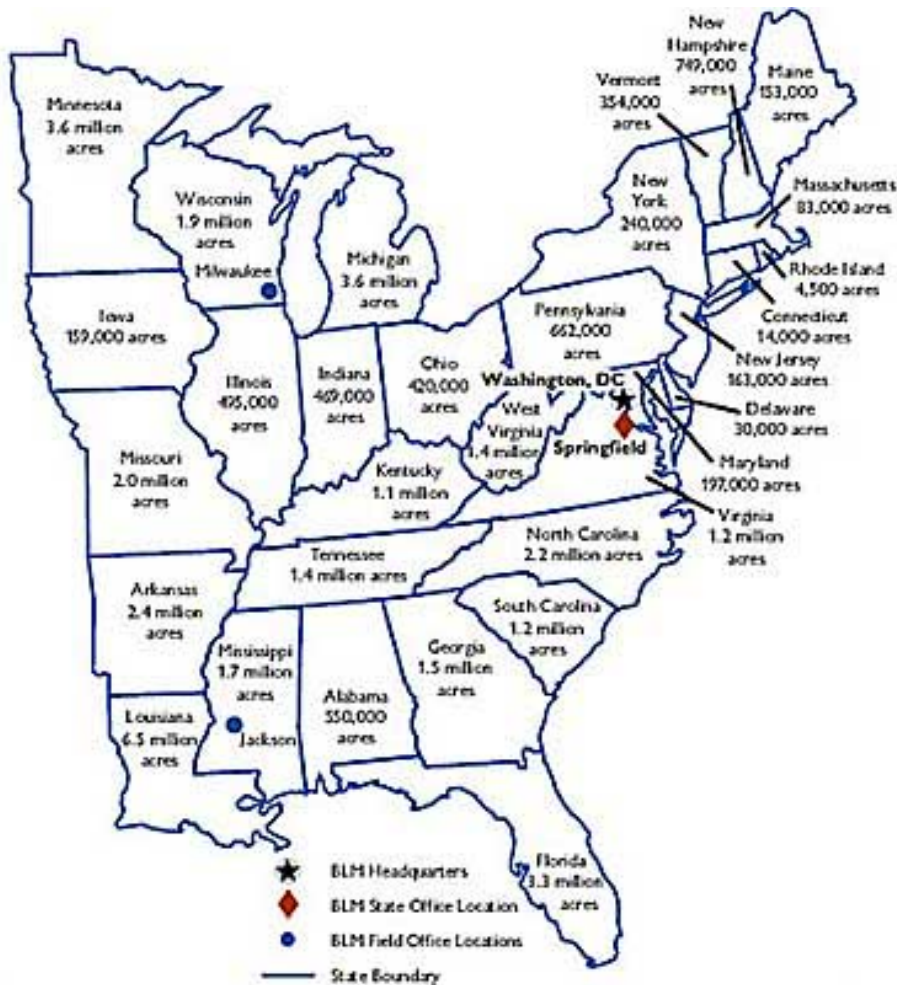 New
Hampshire
749,000
acres
Vermont
354,000
acres
Maine
153,000
acres
Minnesota
3.6 million
acres
Wisconsin
1.9 million
acres
Milwaukee
Michigan
3.6 million
acres
New
York
240,000
acres
Massachusetts
83,000 acres
Rhode Island
4,500 acres
Connecticut
14,000 acres
New Jersey
163,000 acres
Delaware
30,000 acres
Maryland
197,000 acres
Virginia
1.2 million
acres
Iowa
159,000 acres
Illinois
495,000
acres
Indiana
469,000
acres
Ohio
420,000
acres
Pennsylvania
662,000
acres
Washington, DC
West
Virginia
1.4 million
acres
Springfield
Missouri
2.0 million
acres
Kentucky
1.1 million
acres
Tennessee
1.4 million acres
North Carolina
2.2 million acres
Arkansas
2.4 million
acres
South Carolina
1.2 million
acres
Mississippi
1.7 million
acres
Jackson
Georgia
1.5 million
acres
Alabama
550,000
acres
Louisiana
6.5 million
acres
Florida
3.3 million
acres
BLM Headquarters
BLM State Office Location
BLM Field Office Locations
State Boundary